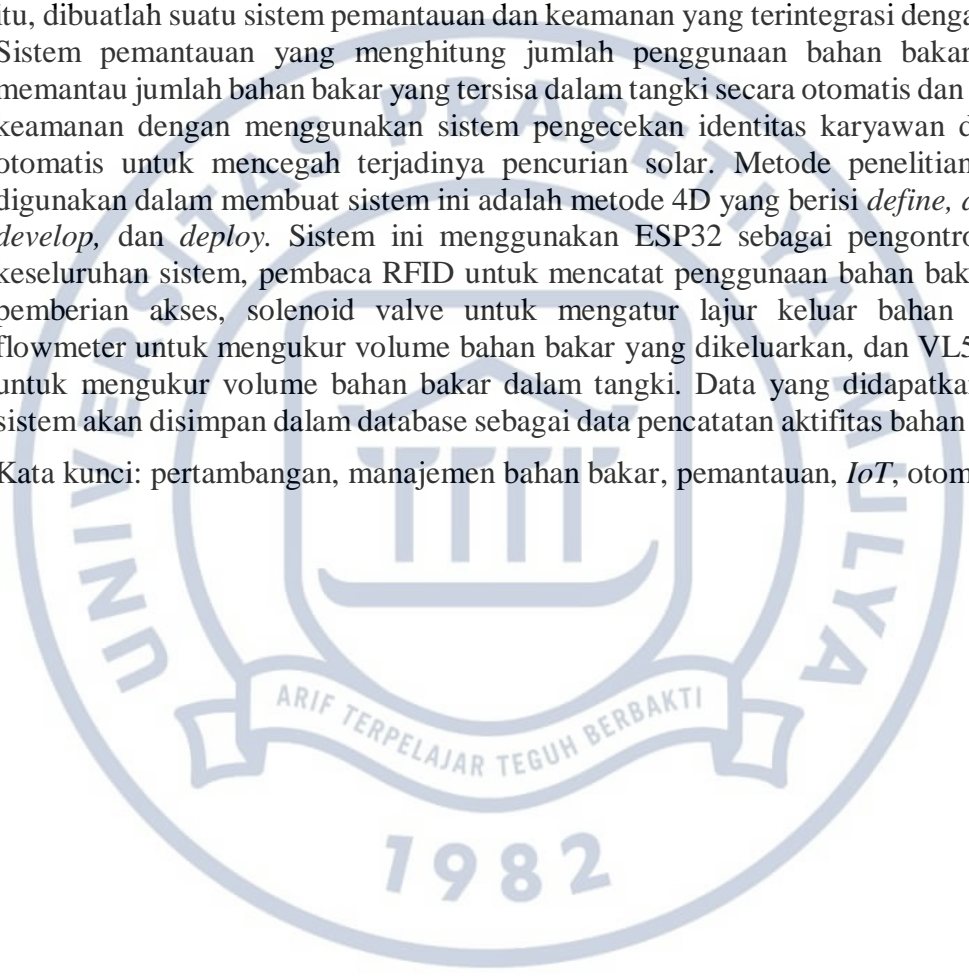 itu, dibuatlah suatu sistem pemantauan dan keamanan yang terintegrasi
Sistem pemantauan yang menghitung jumlah penggunaan bahan bakar
memantau jumlah bahan bakar yang tersisa dalam tangki secara otomatis dan
keamanan dengan menggunakan sistem pengecekan identitas karyawan
otomatis untuk mencegah terjadinya pencurian solar. Metode penelitian
digunakan dalam membuat sistem ini adalah metode 4D yang berisi define,
develop, dan deploy. Sistem ini menggunakan ESP32 sebagai
keseluruhan sistem, pembaca RFID untuk mencatat penggunaan bahan
pemberian akses, solenoid valve untuk mengatur lajur keluar bahan
flowmeter untuk mengukur volume bahan bakar yang dikeluarkan, dan
untuk mengukur volume bahan bakar dalam tangki. Data yang didapatkan
sistem akan disimpan dalam database sebagai data pencatatan aktifitas bahan
Kata kunci: pertambangan, manajemen bahan bakar, pemantauan, IoT,
UNIVERSITAS PRASETIYA MULYA
ARIF TERPELAJAR TEGUH BERBAKTI
1982